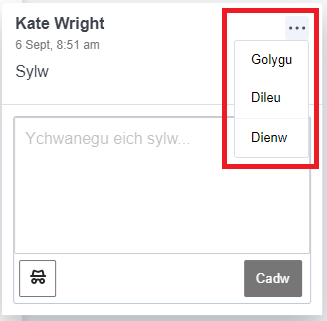 Kate Wright
6 Sept, 8:51 am
Sylw
Golygu
Dileu
Dienw
Ychwanegu eich sylw...
Cadw